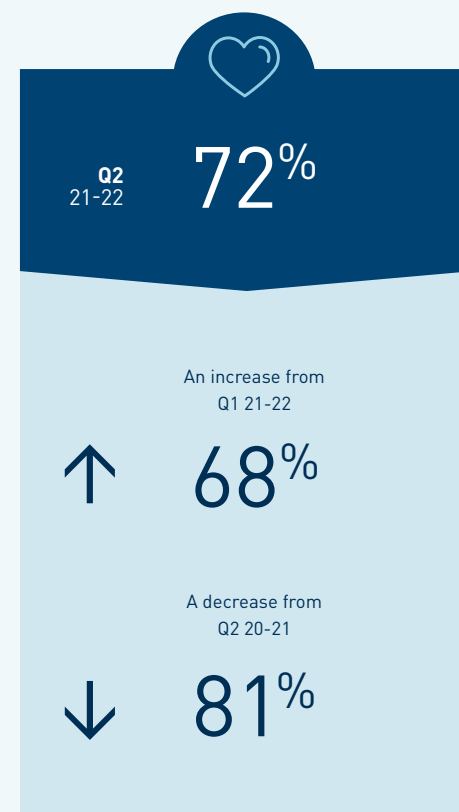 Q2
21-22
72%
An increase from
Q1 21-22
68%
A decrease from
Q2 20-21
81%